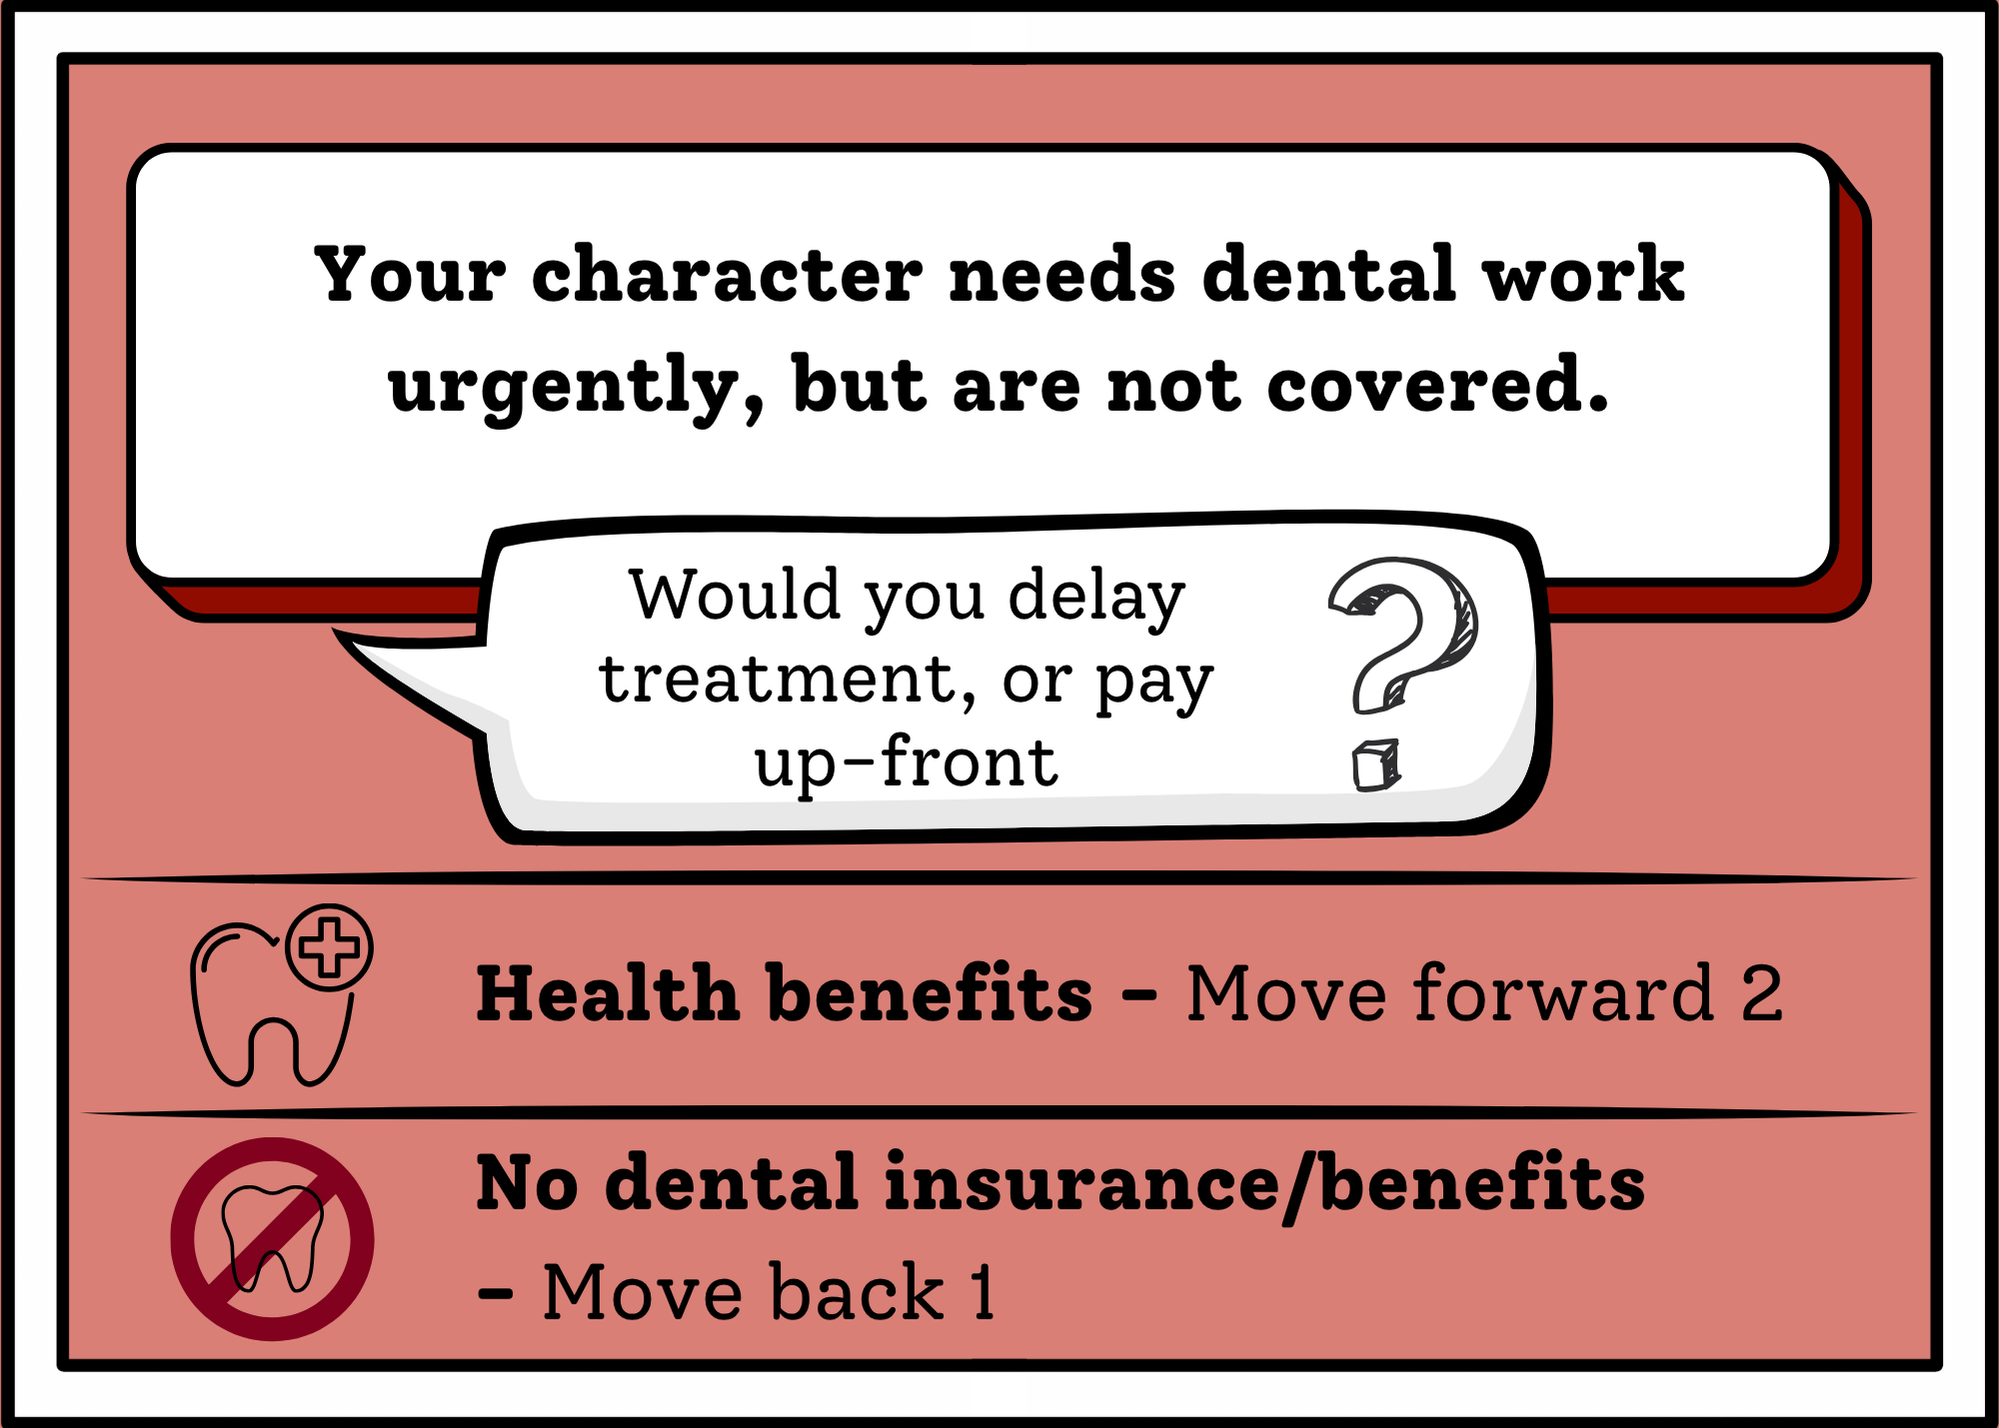 Your character needs dental work
urgently, but are not covered.
Would you delay
treatment, or pay
up-front
?
Health benefits - Move forward 2
No dental insurance/benefits
- Move back 1